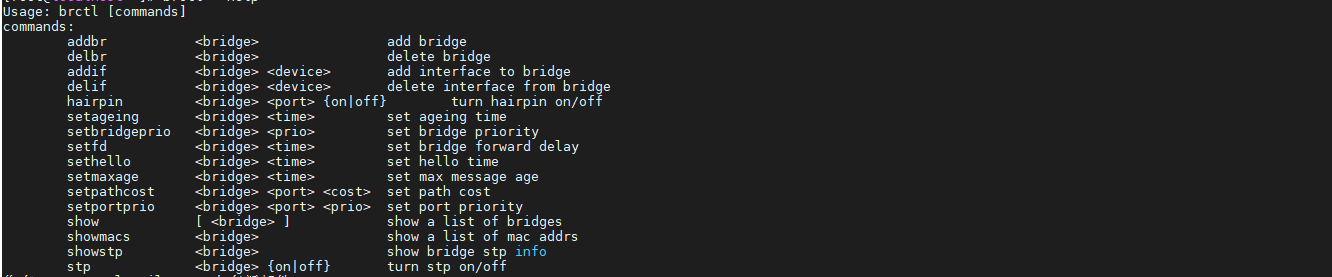 Usage: brctl [commands]
commands:
addbr <bridge> add bridge
delbr <bridge> delete bridge
addif <bridge> <device> add interface to bridge
delif <bridge> <device> delete interface from bridge
hairpin <bridge> <port> {on|off} turn hairpin on/off
setageing <bridge> <time> set ageing time
setbridgeprio <bridge> <prio> set bridge priority
setfd <bridge> <time> set bridge forward delay
sethello <bridge> <time> set hello time
setmaxage <bridge> <time> set max message age
setpathcost <bridge> <port> <cost> set path cost
setportprio <bridge> <port> <prio> set port priority
show [ <bridge> ] show a list of bridges
showmacs <bridge> show a list of mac addrs
showstp <bridge> show bridge stp info
stp <bridge> {on|off} turn stp on/off